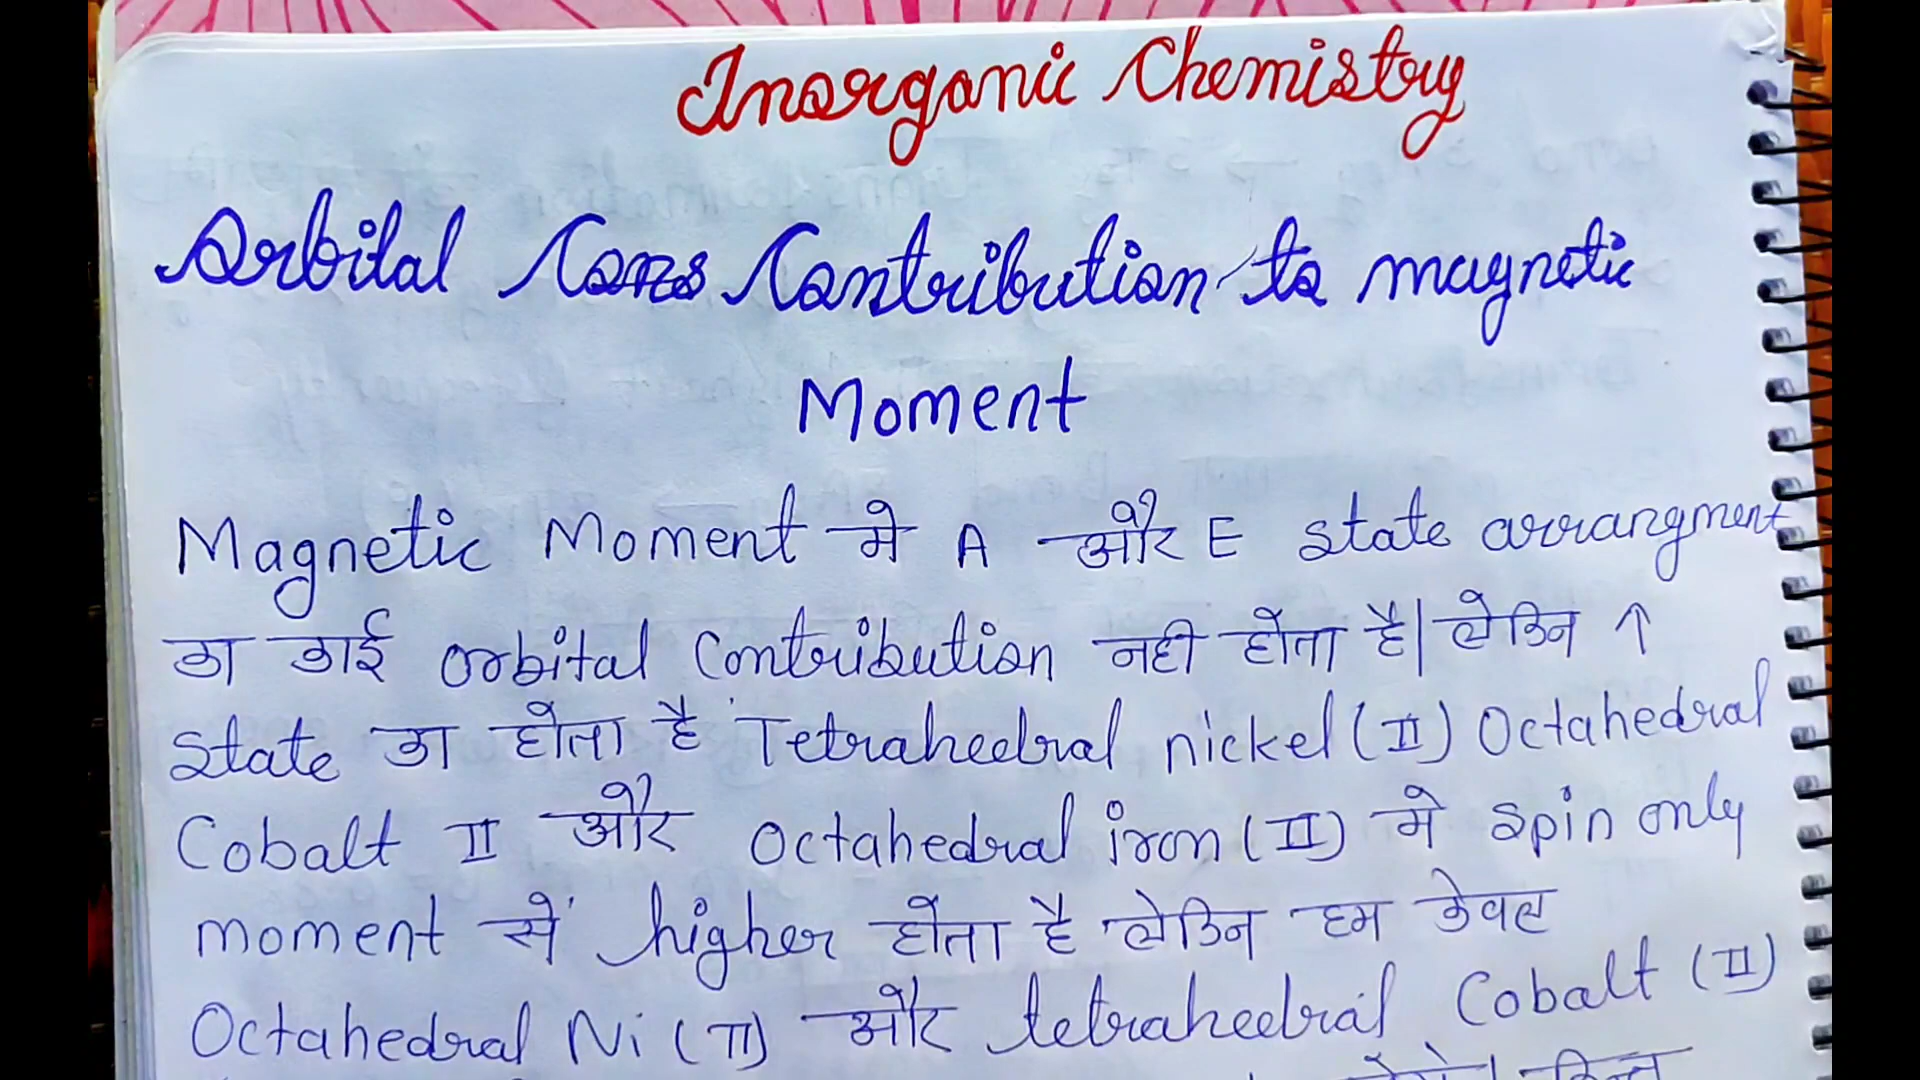 Inorganic Chemistry
Orbital Contribution to magnetic
Moment
Magnetic Moment मे A और E state arrangment
का काई orbital Contribution नही होता है| लेकिन ↑
state का होता है Tetrahedral nickel (II) Octahedral
Cobalt II और Octahedral iron (II) मे spin only
moment से higher होता है लेकिन हम केवल
Octahedral Ni (II) और tetrahedral Cobalt (II)